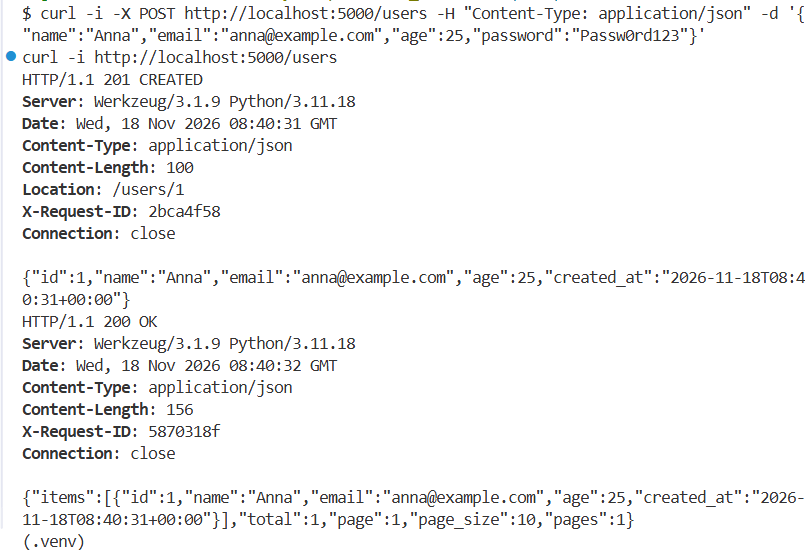 $ curl -i -X POST http://localhost:5000/users -H "Content-Type: application/json" -d '{
"name":"Anna","email":"anna@example.com","age":25,"password":"Passw0rd123"}'
curl -i http://localhost:5000/users
HTTP/1.1 201 CREATED
Server: Werkzeug/3.1.9 Python/3.11.18
Date: Wed, 18 Nov 2026 08:40:31 GMT
Content-Type: application/json
Content-Length: 100
Location: /users/1
X-Request-ID: 2bca4f58
Connection: close

{"id":1,"name":"Anna","email":"anna@example.com","age":25,"created_at":"2026-11-18T08:4
0:31+00:00"}
HTTP/1.1 200 OK
Server: Werkzeug/3.1.9 Python/3.11.18
Date: Wed, 18 Nov 2026 08:40:32 GMT
Content-Type: application/json
Content-Length: 156
X-Request-ID: 5870318f
Connection: close

{"items":[{"id":1,"name":"Anna","email":"anna@example.com","age":25,"created_at":"2026-
11-18T08:40:31+00:00"}],"total":1,"page":1,"page_size":10,"pages":1}
(.venv)